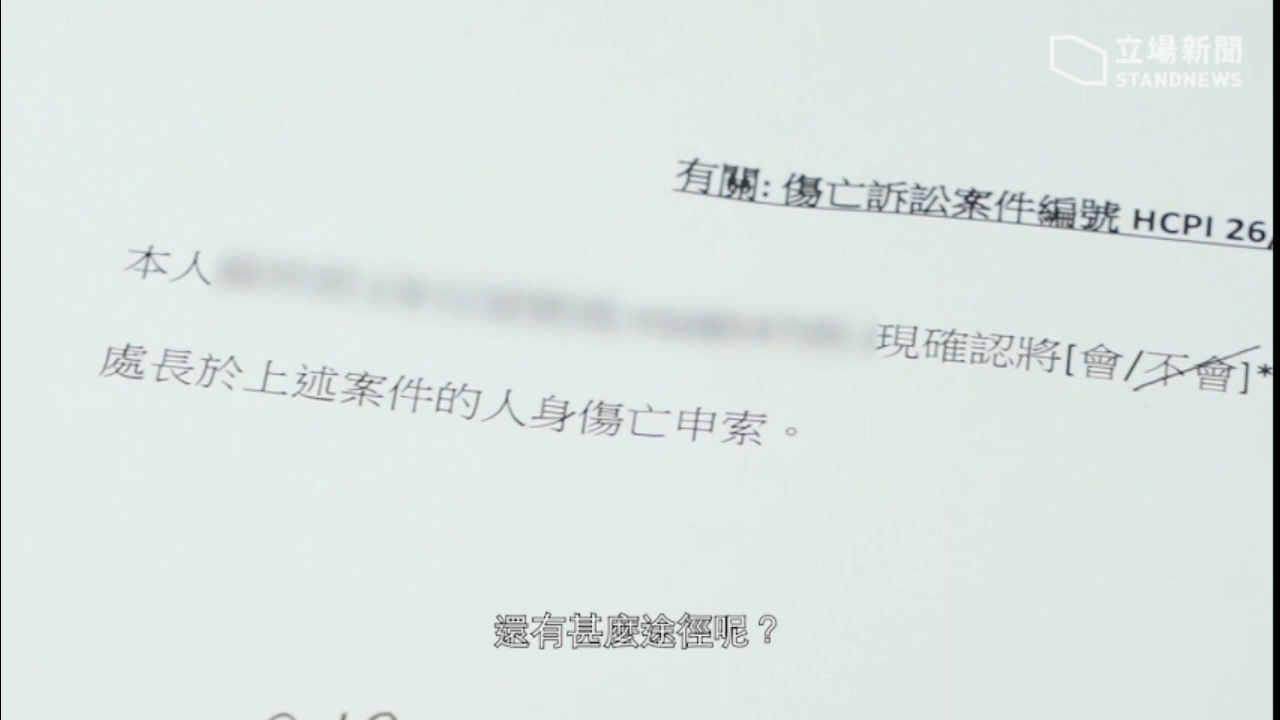 立場新聞
STANDNEWS
有關: 傷亡訴訟案件編號 HCPI 26/
本人 現確認將[會/不會]*
處長於上述案件的人身傷亡申索。
還有甚麼途徑呢？